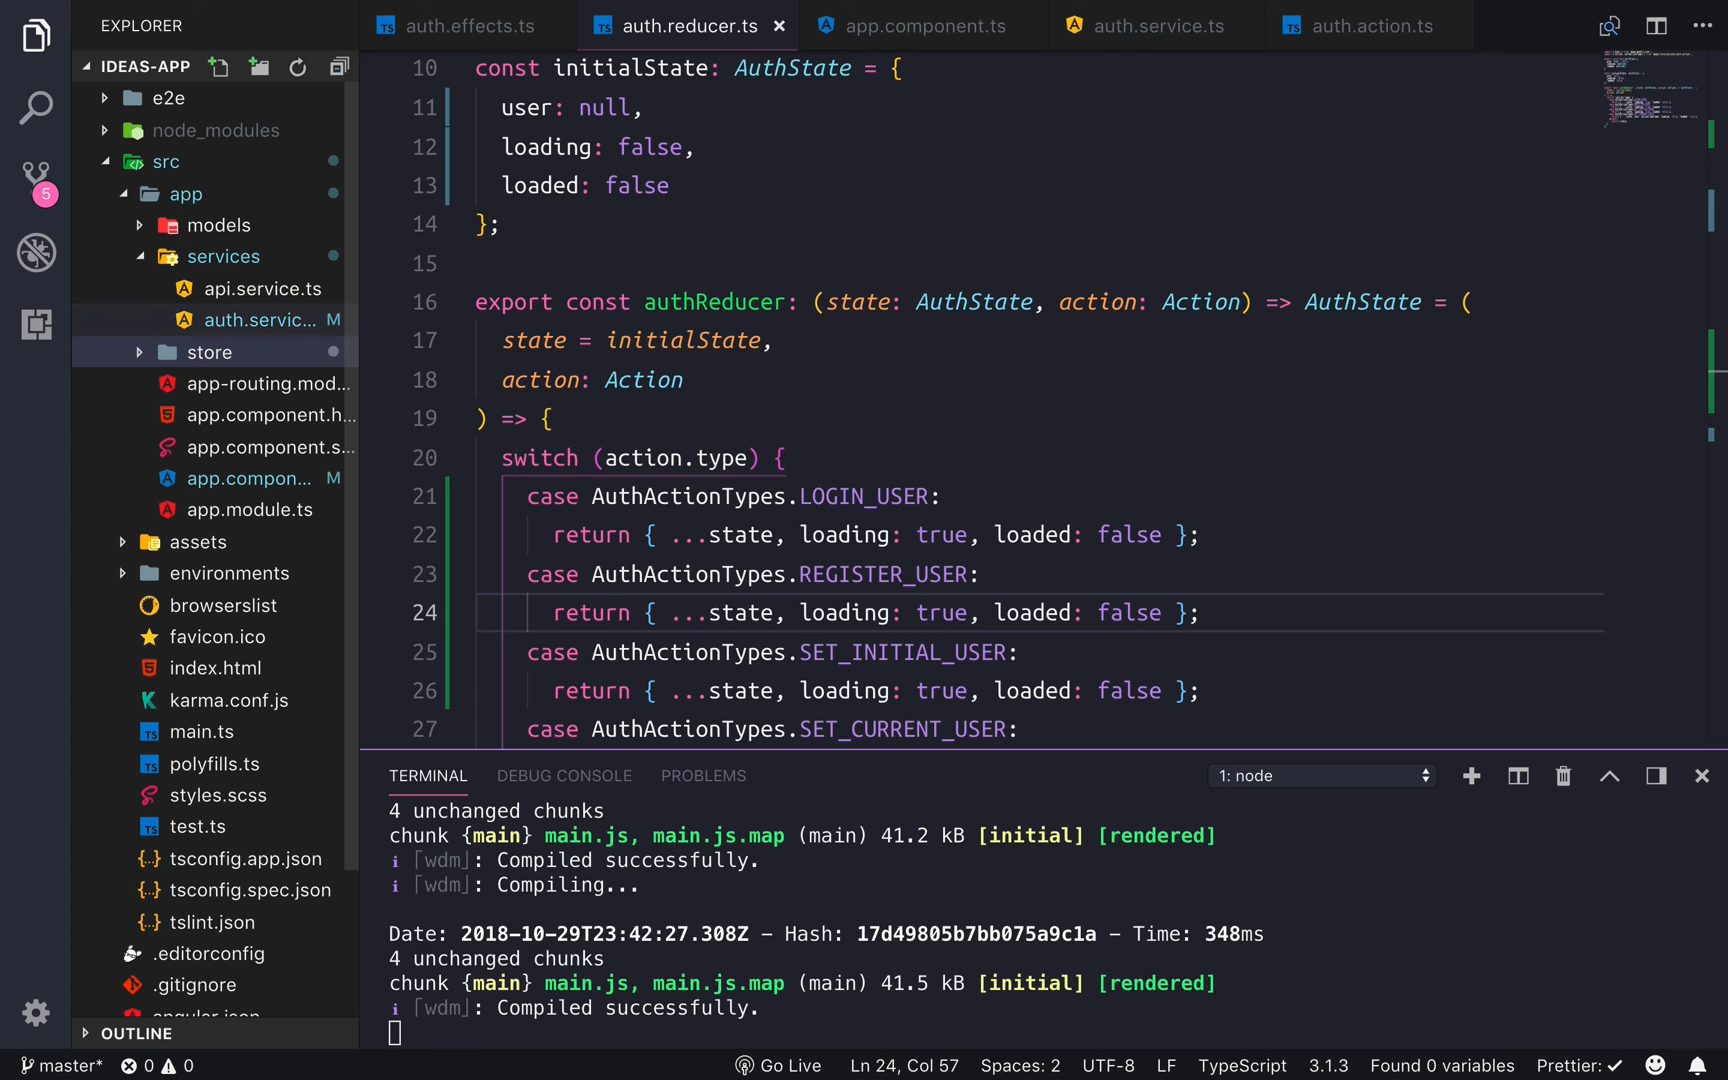 EXPLORER
IDEAS-APP
e2e
node_modules
src
app
models
services
api.service.ts
auth.servic... M
store
app-routing.mod...
app.component.h...
app.component.s...
app.compon... M
app.module.ts
assets
environments
browserslist
favicon.ico
index.html
karma.conf.js
main.ts
polyfills.ts
styles.scss
test.ts
tsconfig.app.json
tsconfig.spec.json
tslint.json
.editorconfig
.gitignore
angular.json
OUTLINE
5
auth.effects.ts
auth.reducer.ts
app.component.ts
auth.service.ts
auth.action.ts
10 const initialState: AuthState = {
11 user: null,
12 loading: false,
13 loaded: false
14 };
15
16 export const authReducer: (state: AuthState, action: Action) => AuthState = (
17 state = initialState,
18 action: Action
19 ) => {
20 switch (action.type) {
21 case AuthActionTypes.LOGIN_USER:
22 return { ...state, loading: true, loaded: false };
23 case AuthActionTypes.REGISTER_USER:
24 return { ...state, loading: true, loaded: false };
25 case AuthActionTypes.SET_INITIAL_USER:
26 return { ...state, loading: true, loaded: false };
27 case AuthActionTypes.SET_CURRENT_USER:
TERMINAL DEBUG CONSOLE PROBLEMS 1: node
4 unchanged chunks
chunk {main} main.js, main.js.map (main) 41.2 kB [initial] [rendered]
ℹ ｢wdm｣: Compiled successfully.
ℹ ｢wdm｣: Compiling...
Date: 2018-10-29T23:42:27.308Z - Hash: 17d49805b7bb075a9c1a - Time: 348ms
4 unchanged chunks
chunk {main} main.js, main.js.map (main) 41.5 kB [initial] [rendered]
ℹ ｢wdm｣: Compiled successfully.
master* 0 0 Go Live Ln 24, Col 57 Spaces: 2 UTF-8 LF TypeScript 3.1.3 Found 0 variables Prettier: ✓